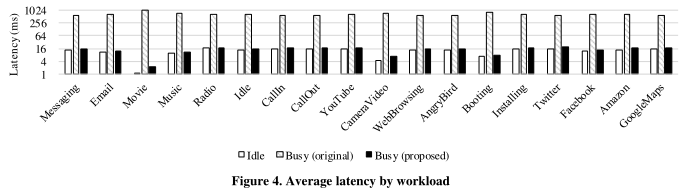 Latency (ms)
1024
256
64
16
4
1
Messaging
Email
Movie
Music
Radio
Idle
CallIn
CallOut
YouTube
CameraVideo
WebBrowsing
AngryBird
Booting
Installing
Twitter
Facebook
Amazon
GoogleMaps
Idle Busy (original) Busy (proposed)
Figure 4. Average latency by workload